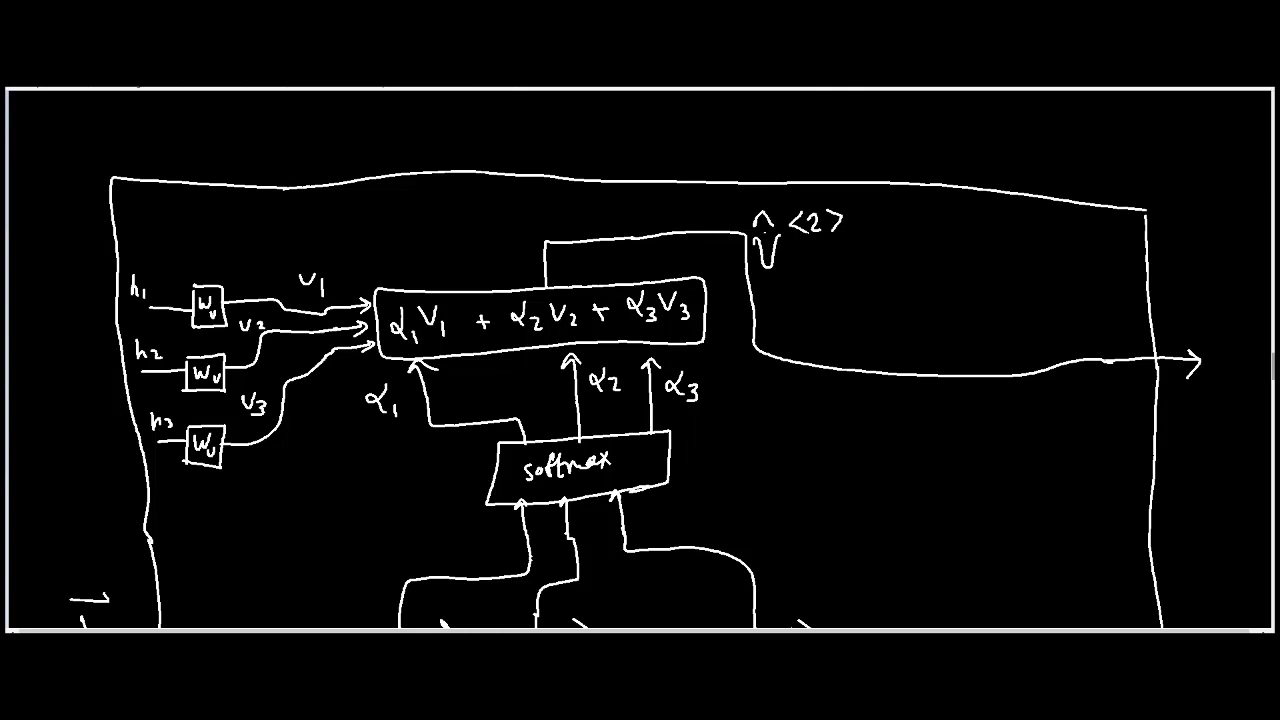 v̂ <2>
h₁ Wᵥ v₁
α₁V₁ + α₂V₂ + α₃V₃
h₂ Wᵥ v₂
h₃ Wᵥ v₃
α₁ α₂ α₃
softmax